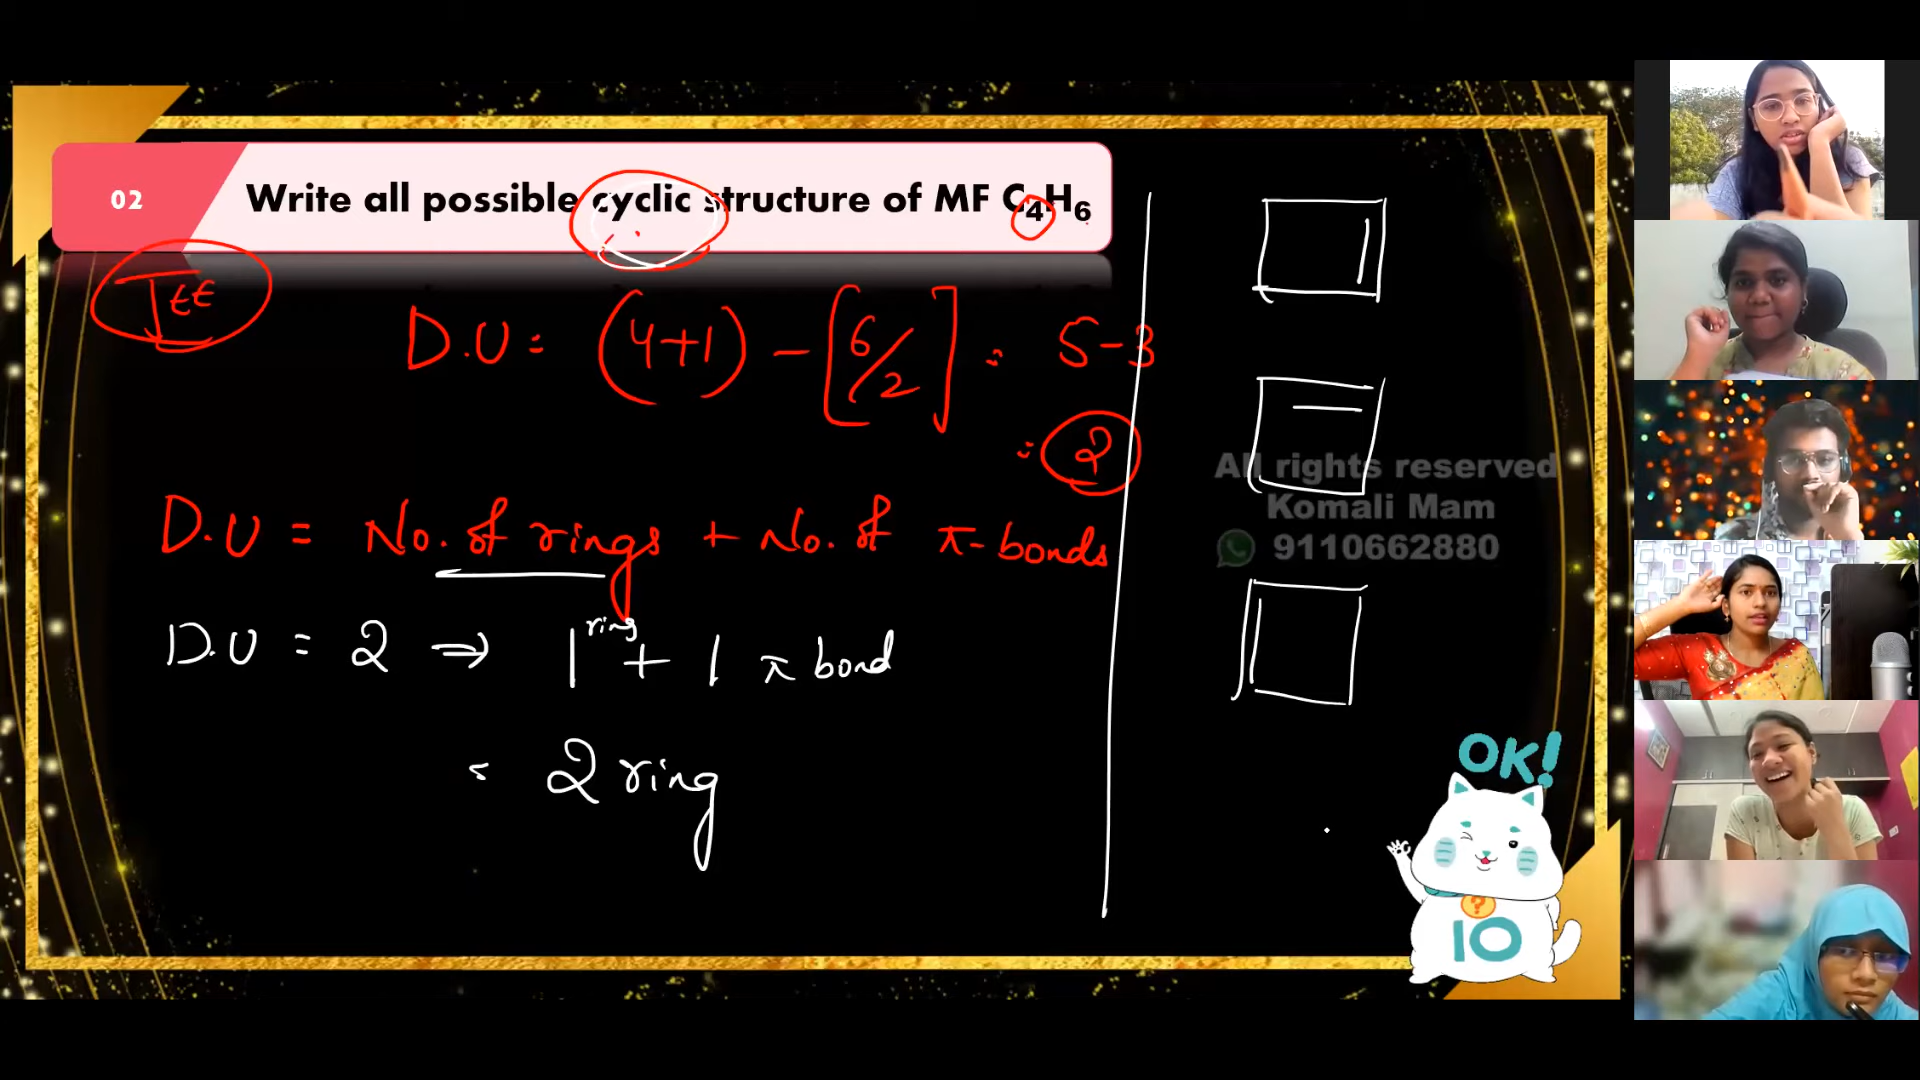 02
Write all possible cyclic structure of MF C₄H₆
JEE
D.U = (4+1) - [6/2] = 5-3
= 2
D.U = No. of rings + No. of π-bonds
D.U = 2 ⇒ 1 ring + 1 π bond
= 2 ring
All rights reserved
Komali Mam
9110662880
OK!
?
10